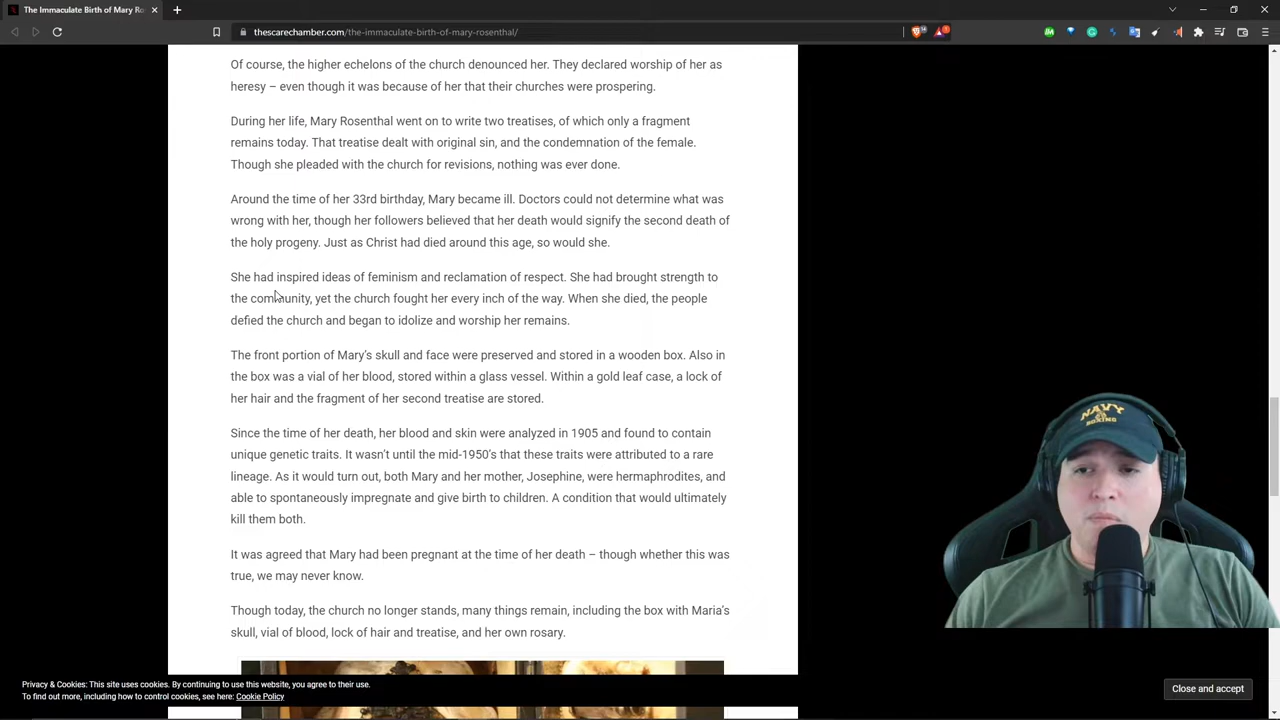 The Immaculate Birth of Mary Ro
thescarechamber.com/the-immaculate-birth-of-mary-rosenthal/
Of course, the higher echelons of the church denounced her. They declared worship of her as
heresy – even though it was because of her that their churches were prospering.
During her life, Mary Rosenthal went on to write two treatises, of which only a fragment
remains today. That treatise dealt with original sin, and the condemnation of the female.
Though she pleaded with the church for revisions, nothing was ever done.
Around the time of her 33rd birthday, Mary became ill. Doctors could not determine what was
wrong with her, though her followers believed that her death would signify the second death of
the holy progeny. Just as Christ had died around this age, so would she.
She had inspired ideas of feminism and reclamation of respect. She had brought strength to
the community, yet the church fought her every inch of the way. When she died, the people
defied the church and began to idolize and worship her remains.
The front portion of Mary's skull and face were preserved and stored in a wooden box. Also in
the box was a vial of her blood, stored within a glass vessel. Within a gold leaf case, a lock of
her hair and the fragment of her second treatise are stored.
Since the time of her death, her blood and skin were analyzed in 1905 and found to contain
unique genetic traits. It wasn't until the mid-1950's that these traits were attributed to a rare
lineage. As it would turn out, both Mary and her mother, Josephine, were hermaphrodites, and
able to spontaneously impregnate and give birth to children. A condition that would ultimately
kill them both.
It was agreed that Mary had been pregnant at the time of her death – though whether this was
true, we may never know.
Though today, the church no longer stands, many things remain, including the box with Maria's
skull, vial of blood, lock of hair and treatise, and her own rosary.
NAVY
BOXING
Privacy & Cookies: This site uses cookies. By continuing to use this website, you agree to their use.
To find out more, including how to control cookies, see here: Cookie Policy
Close and accept